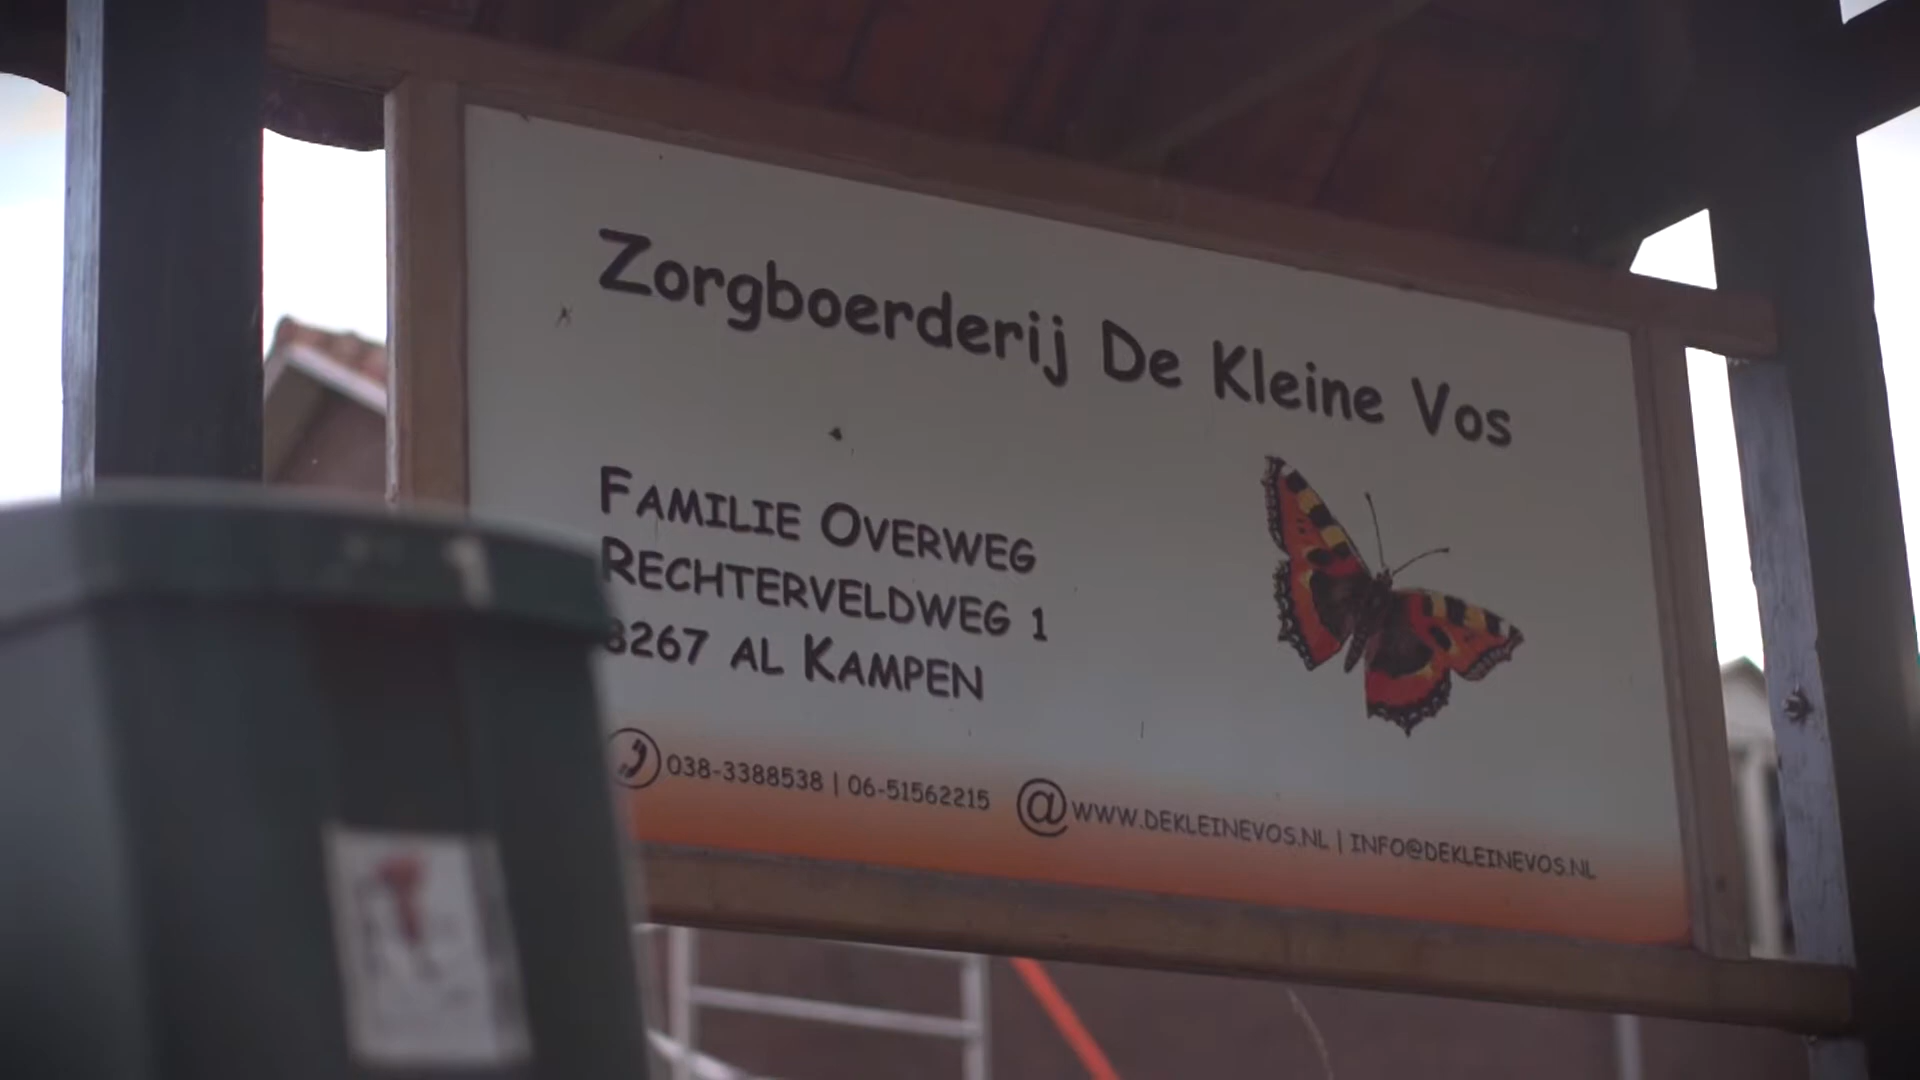 Zorgboerderij De Kleine Vos
FAMILIE OVERWEG
RECHTERVELDWEG 1
8267 AL KAMPEN
038-3388538 | 06-51562215 @ WWW.DEKLEINEVOS.NL | INFO@DEKLEINEVOS.NL